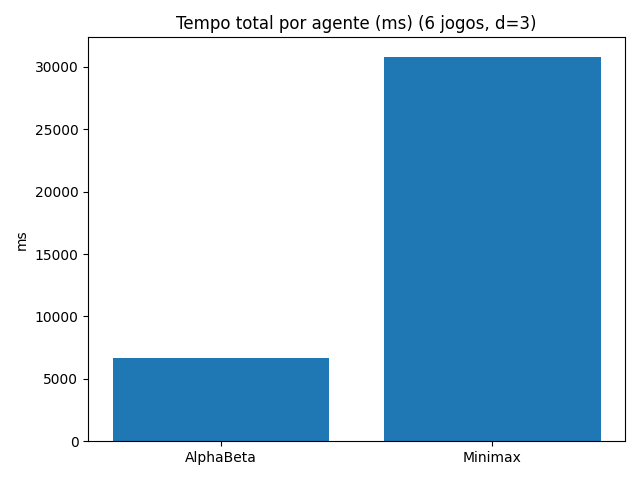 Tempo total por agente (ms) (6 jogos, d=3)
30000
25000
20000
15000
10000
5000
0
ms
AlphaBeta
Minimax